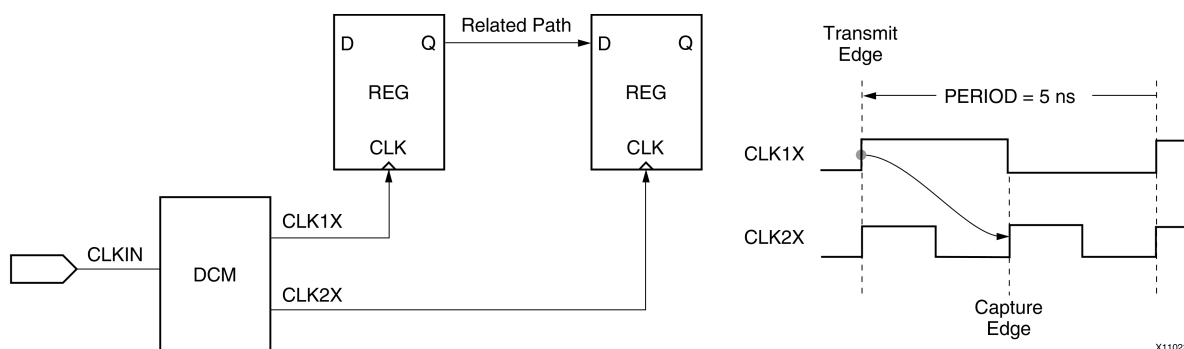 CLKIN
DCM
CLK1X
CLK2X
D
Q
REG
CLK
Related Path
D
Q
REG
CLK
Transmit
Edge
PERIOD = 5 ns
CLK1X
CLK2X
Capture
Edge